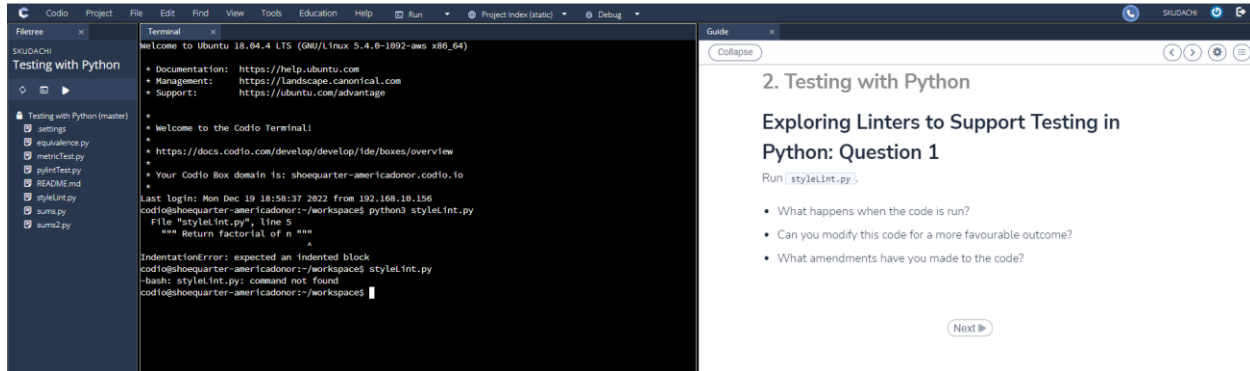 Codio Project File Edit Find View Tools Education Help Run Project Index (static) Debug SKUDACHI
Filetree ×
SKUDACHI
Testing with Python
Testing with Python (master)
.settings
equivalence.py
metricTest.py
pylintTest.py
README.md
styleLint.py
sums.py
sums2.py
Terminal ×
Welcome to Ubuntu 18.04.4 LTS (GNU/Linux 5.4.0-1092-aws x86_64)
* Documentation: https://help.ubuntu.com
* Management: https://landscape.canonical.com
* Support: https://ubuntu.com/advantage
*
* Welcome to the Codio Terminal!
*
* https://docs.codio.com/develop/develop/ide/boxes/overview
*
* Your Codio Box domain is: shoequarter-americadonor.codio.io
*
Last login: Mon Dec 19 18:58:37 2022 from 192.168.10.156
codio@shoequarter-americadonor:~/workspace$ python3 styleLint.py
File "styleLint.py", line 5
""" Return factorial of n """
^
IndentationError: expected an indented block
codio@shoequarter-americadonor:~/workspace$ styleLint.py
-bash: styleLint.py: command not found
codio@shoequarter-americadonor:~/workspace$
Guide ×
Collapse
2. Testing with Python
Exploring Linters to Support Testing in
Python: Question 1
Run styleLint.py.
• What happens when the code is run?
• Can you modify this code for a more favourable outcome?
• What amendments have you made to the code?
Next